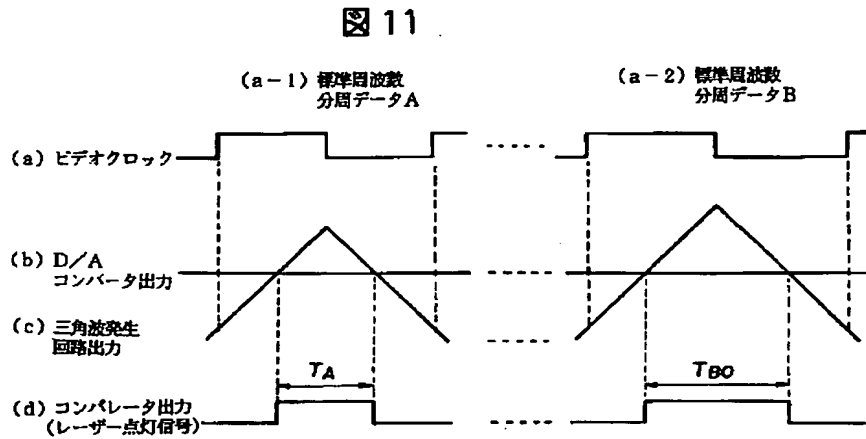 図11
(a-1) 標準周波数
分周データA
(a-2) 標準周波数
分周データB
(a) ビデオクロック
(b) D/A
コンバータ出力
(c) 三角波発生
回路出力
TA
TBO
(d) コンパレータ出力
(レーザー点灯信号)